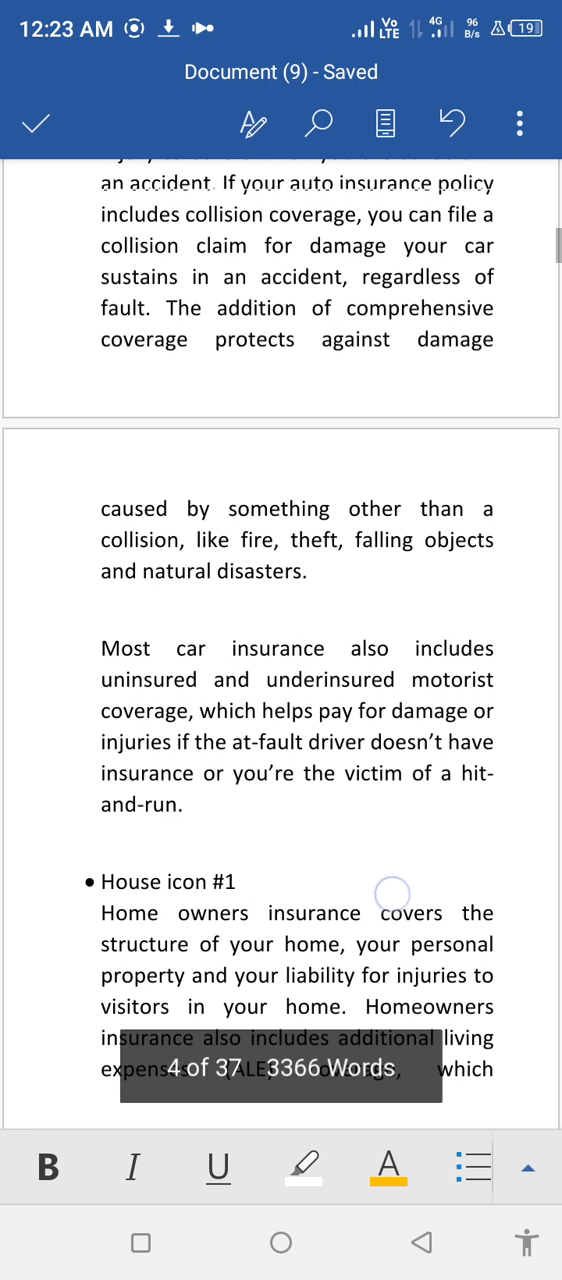 12:23 AM
Vo LTE
4G
96 B/s
19
Document (9) - Saved
an accident. If your auto insurance policy
includes collision coverage, you can file a
collision claim for damage your car
sustains in an accident, regardless of
fault. The addition of comprehensive
coverage protects against damage
caused by something other than a
collision, like fire, theft, falling objects
and natural disasters.
Most car insurance also includes
uninsured and underinsured motorist
coverage, which helps pay for damage or
injuries if the at-fault driver doesn't have
insurance or you're the victim of a hit-
and-run.
• House icon #1
Home owners insurance covers the
structure of your home, your personal
property and your liability for injuries to
visitors in your home. Homeowners
insurance also includes additional living
expense (ALE) coverage, which
4 of 37 3366 Words
B I U A